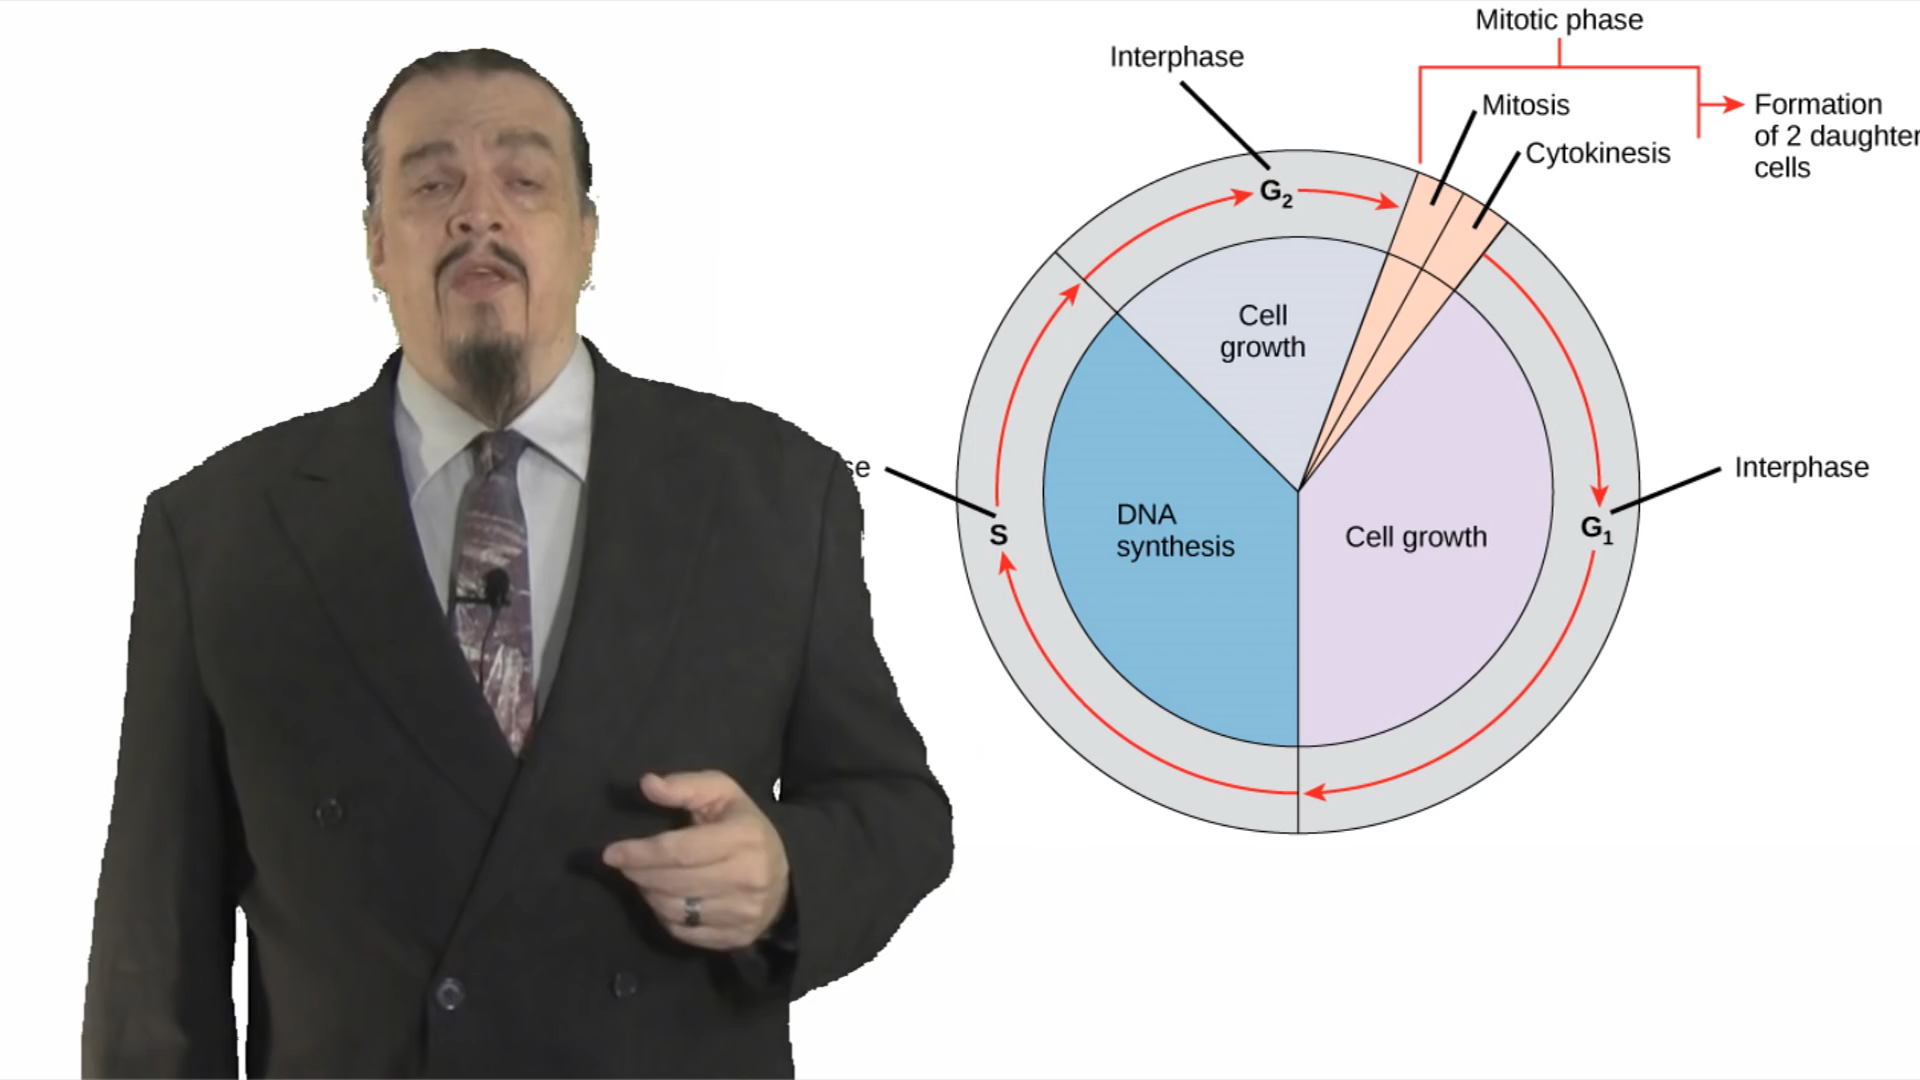 Mitotic phase
Interphase
Mitosis
Formation
of 2 daughter
cells
Cytokinesis
G2
Cell
growth
se
Interphase
DNA
synthesis
S
Cell growth
G1